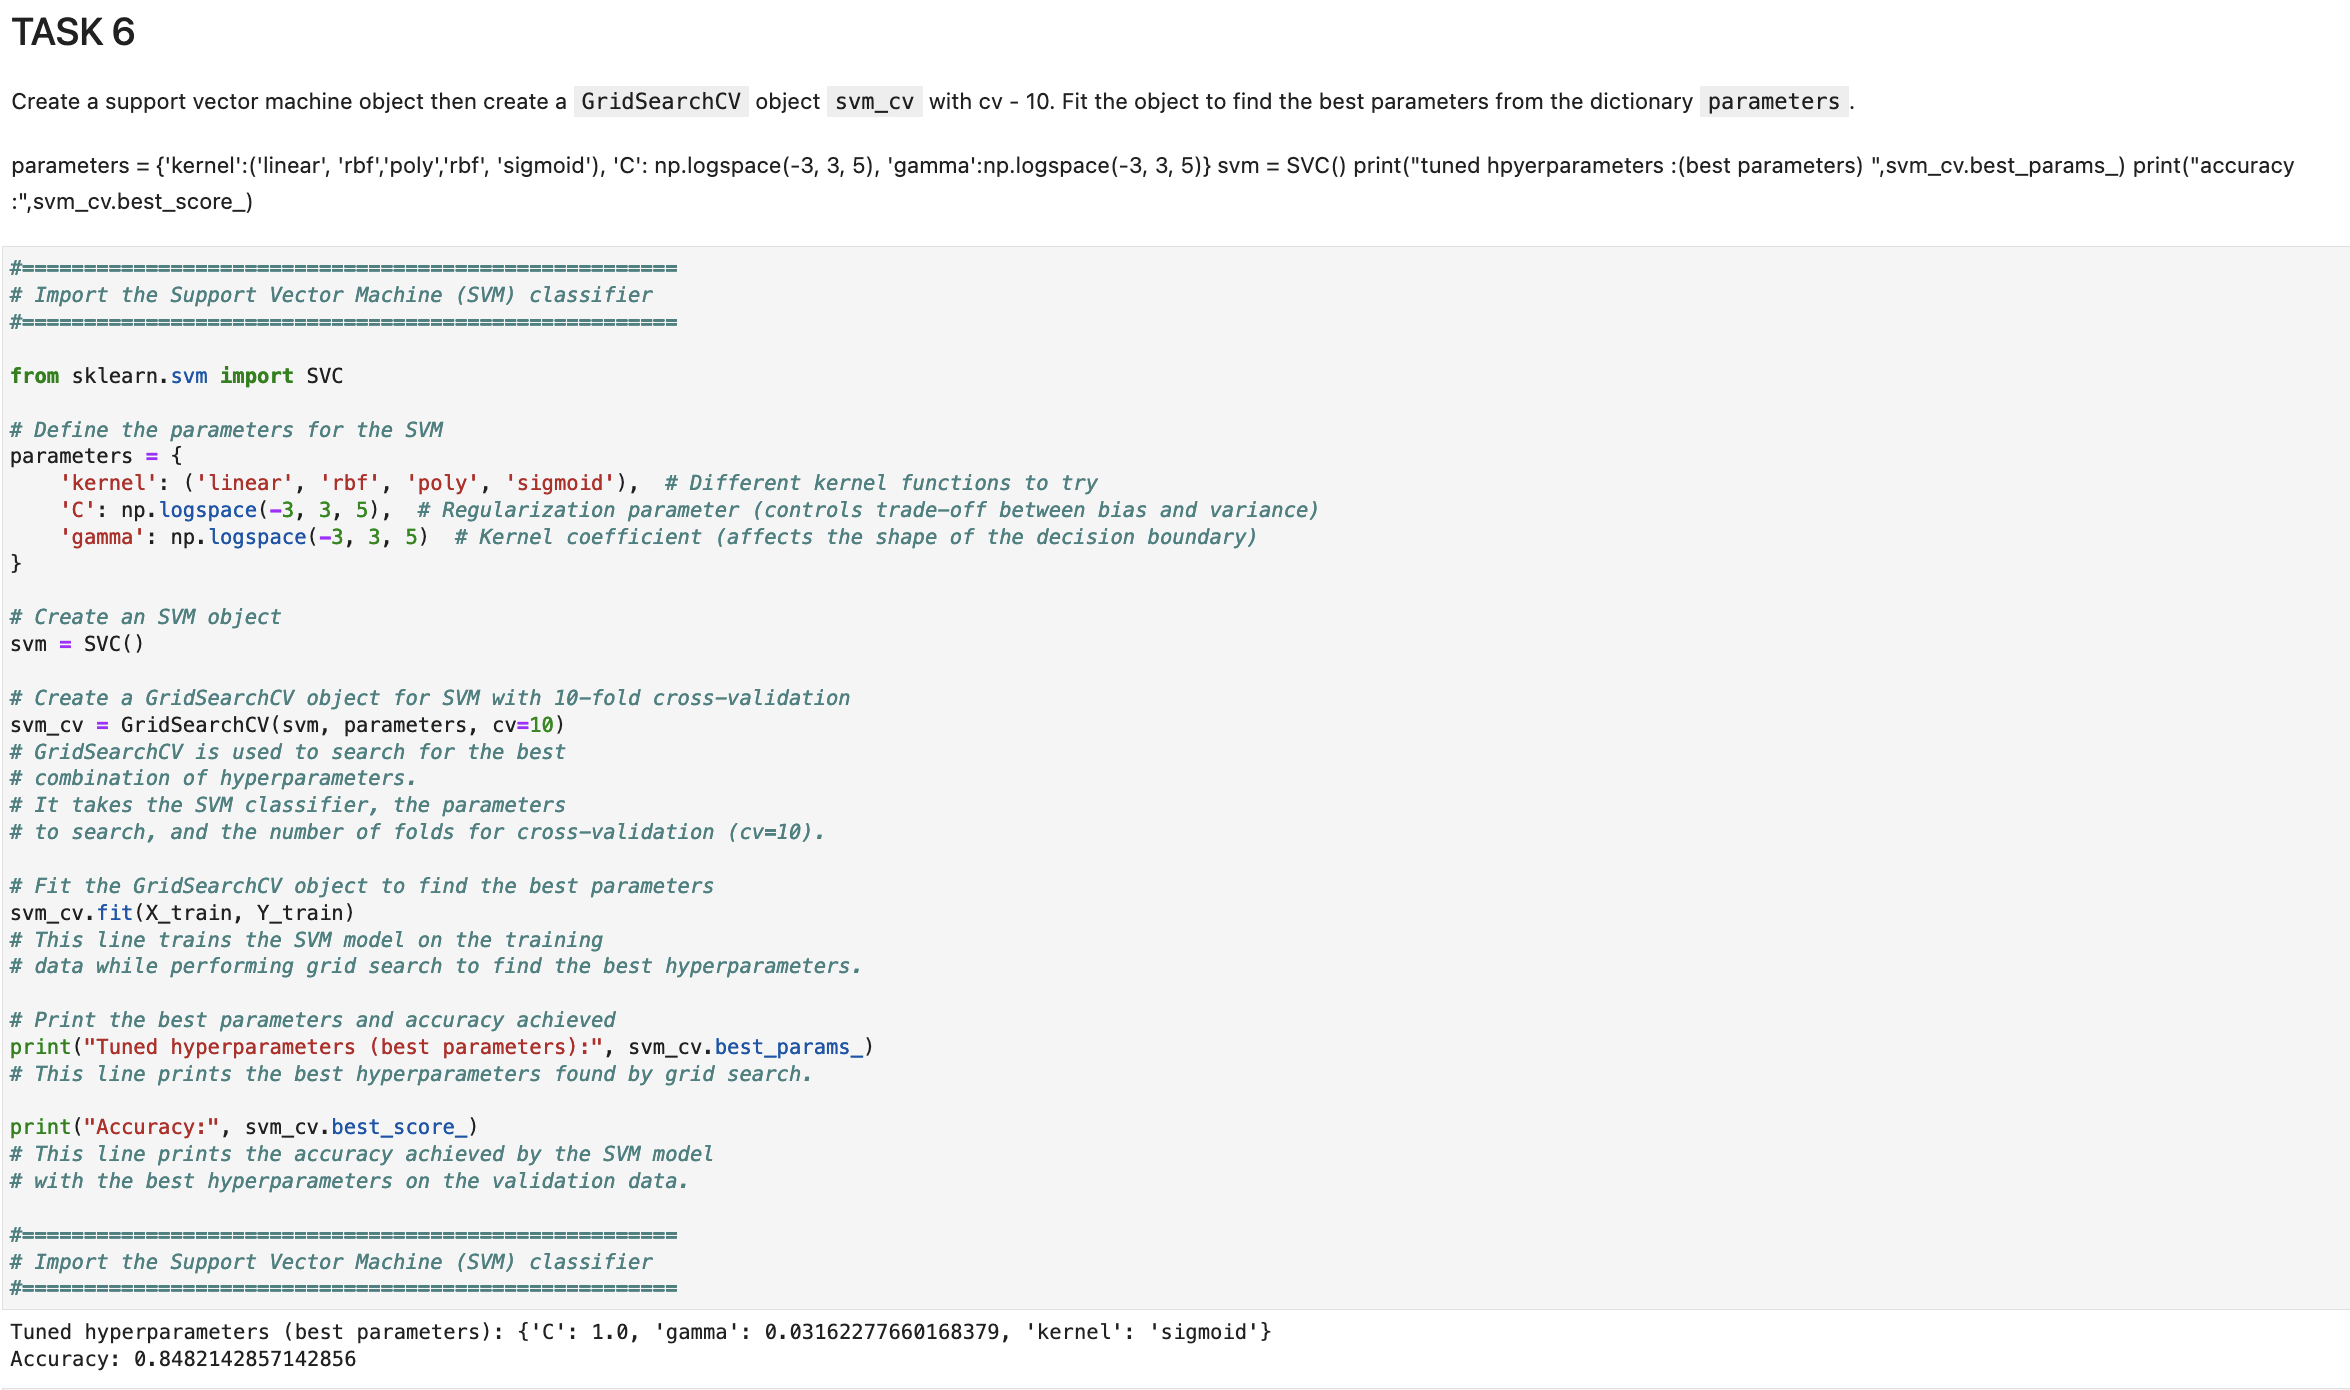 TASK 6
Create a support vector machine object then create a GridSearchCV object svm_cv with cv - 10. Fit the object to find the best parameters from the dictionary parameters .
parameters = {'kernel':('linear', 'rbf','poly','rbf', 'sigmoid'), 'C': np.logspace(-3, 3, 5), 'gamma':np.logspace(-3, 3, 5)} svm = SVC() print("tuned hpyerparameters :(best parameters) ",svm_cv.best_params_) print("accuracy
:",svm_cv.best_score_)
#=====================================================
# Import the Support Vector Machine (SVM) classifier
#=====================================================
from sklearn.svm import SVC
# Define the parameters for the SVM
parameters = {
    'kernel': ('linear', 'rbf', 'poly', 'sigmoid'),  # Different kernel functions to try
    'C': np.logspace(-3, 3, 5),  # Regularization parameter (controls trade-off between bias and variance)
    'gamma': np.logspace(-3, 3, 5)  # Kernel coefficient (affects the shape of the decision boundary)
}
# Create an SVM object
svm = SVC()
# Create a GridSearchCV object for SVM with 10-fold cross-validation
svm_cv = GridSearchCV(svm, parameters, cv=10)
# GridSearchCV is used to search for the best
# combination of hyperparameters.
# It takes the SVM classifier, the parameters
# to search, and the number of folds for cross-validation (cv=10).
# Fit the GridSearchCV object to find the best parameters
svm_cv.fit(X_train, Y_train)
# This line trains the SVM model on the training
# data while performing grid search to find the best hyperparameters.
# Print the best parameters and accuracy achieved
print("Tuned hyperparameters (best parameters):", svm_cv.best_params_)
# This line prints the best hyperparameters found by grid search.
print("Accuracy:", svm_cv.best_score_)
# This line prints the accuracy achieved by the SVM model
# with the best hyperparameters on the validation data.
#=====================================================
# Import the Support Vector Machine (SVM) classifier
#=====================================================
Tuned hyperparameters (best parameters): {'C': 1.0, 'gamma': 0.03162277660168379, 'kernel': 'sigmoid'}
Accuracy: 0.8482142857142856